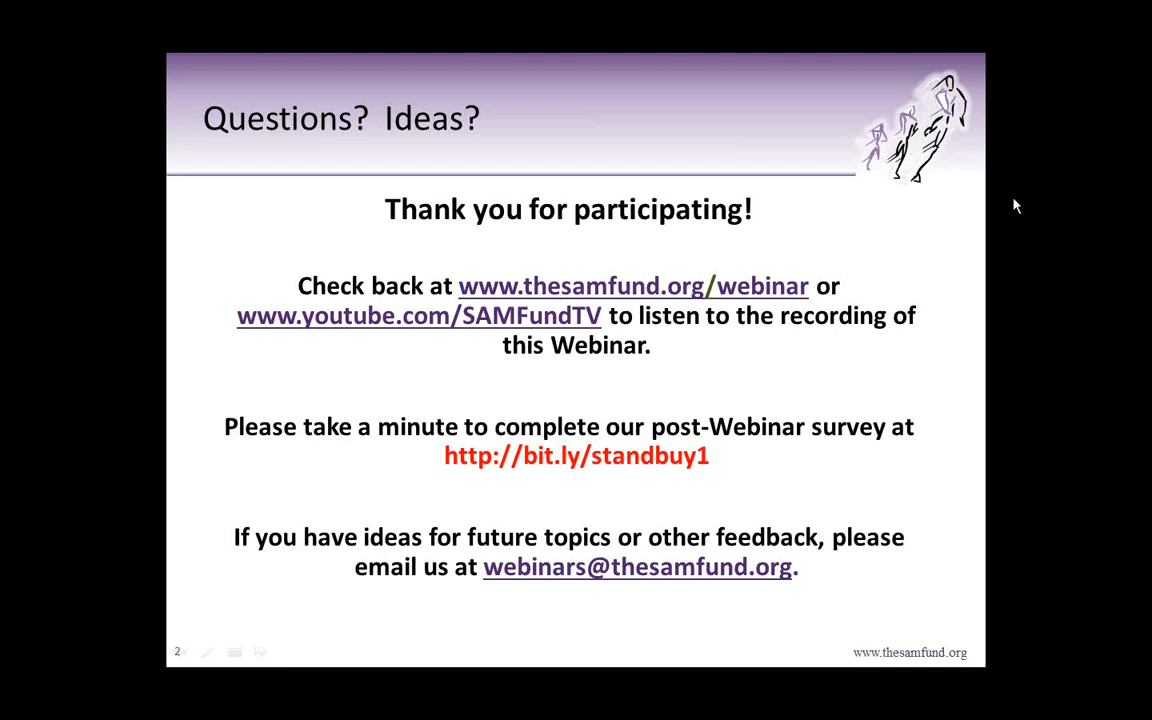 Questions? Ideas?
Thank you for participating!
Check back at www.thesamfund.org/webinar or
www.youtube.com/SAMFundTV to listen to the recording of
this Webinar.
Please take a minute to complete our post-Webinar survey at
http://bit.ly/standbuy1
If you have ideas for future topics or other feedback, please
email us at webinars@thesamfund.org.
www.thesamfund.org